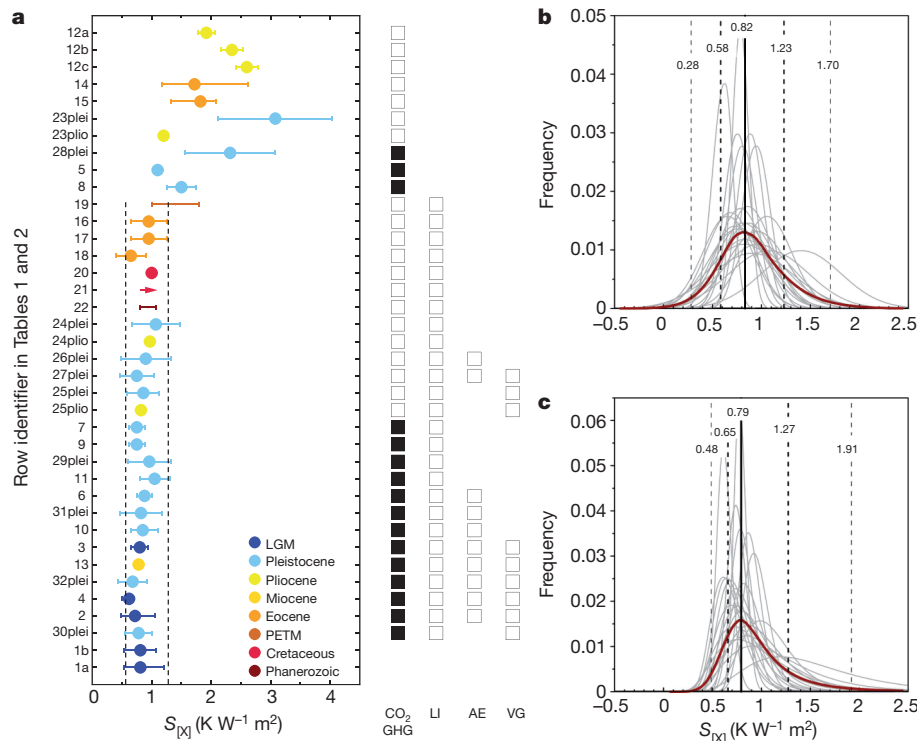 a
Row identifier in Tables 1 and 2
12a
12b
12c
14
15
23plei
23plio
28plei
5
8
19
16
17
18
20
21
22
24plei
24plio
26plei
27plei
25plei
25plio
7
9
29plei
11
6
31plei
10
3
13
32plei
4
2
30plei
1b
1a
LGM
Pleistocene
Pliocene
Miocene
Eocene
PETM
Cretaceous
Phanerozoic
0 1 2 3 4
S[X] (K W−1 m2)
CO2 LI AE VG
GHG
b
Frequency
0.05
0.04
0.03
0.02
0.01
0
0.82
0.58 1.23
0.28 1.70
−0.5 0 0.5 1 1.5 2 2.5
c
Frequency
0.06
0.05
0.04
0.03
0.02
0.01
0
0.79
0.65 1.27
0.48 1.91
−0.5 0 0.5 1 1.5 2 2.5
S[X] (K W−1 m2)